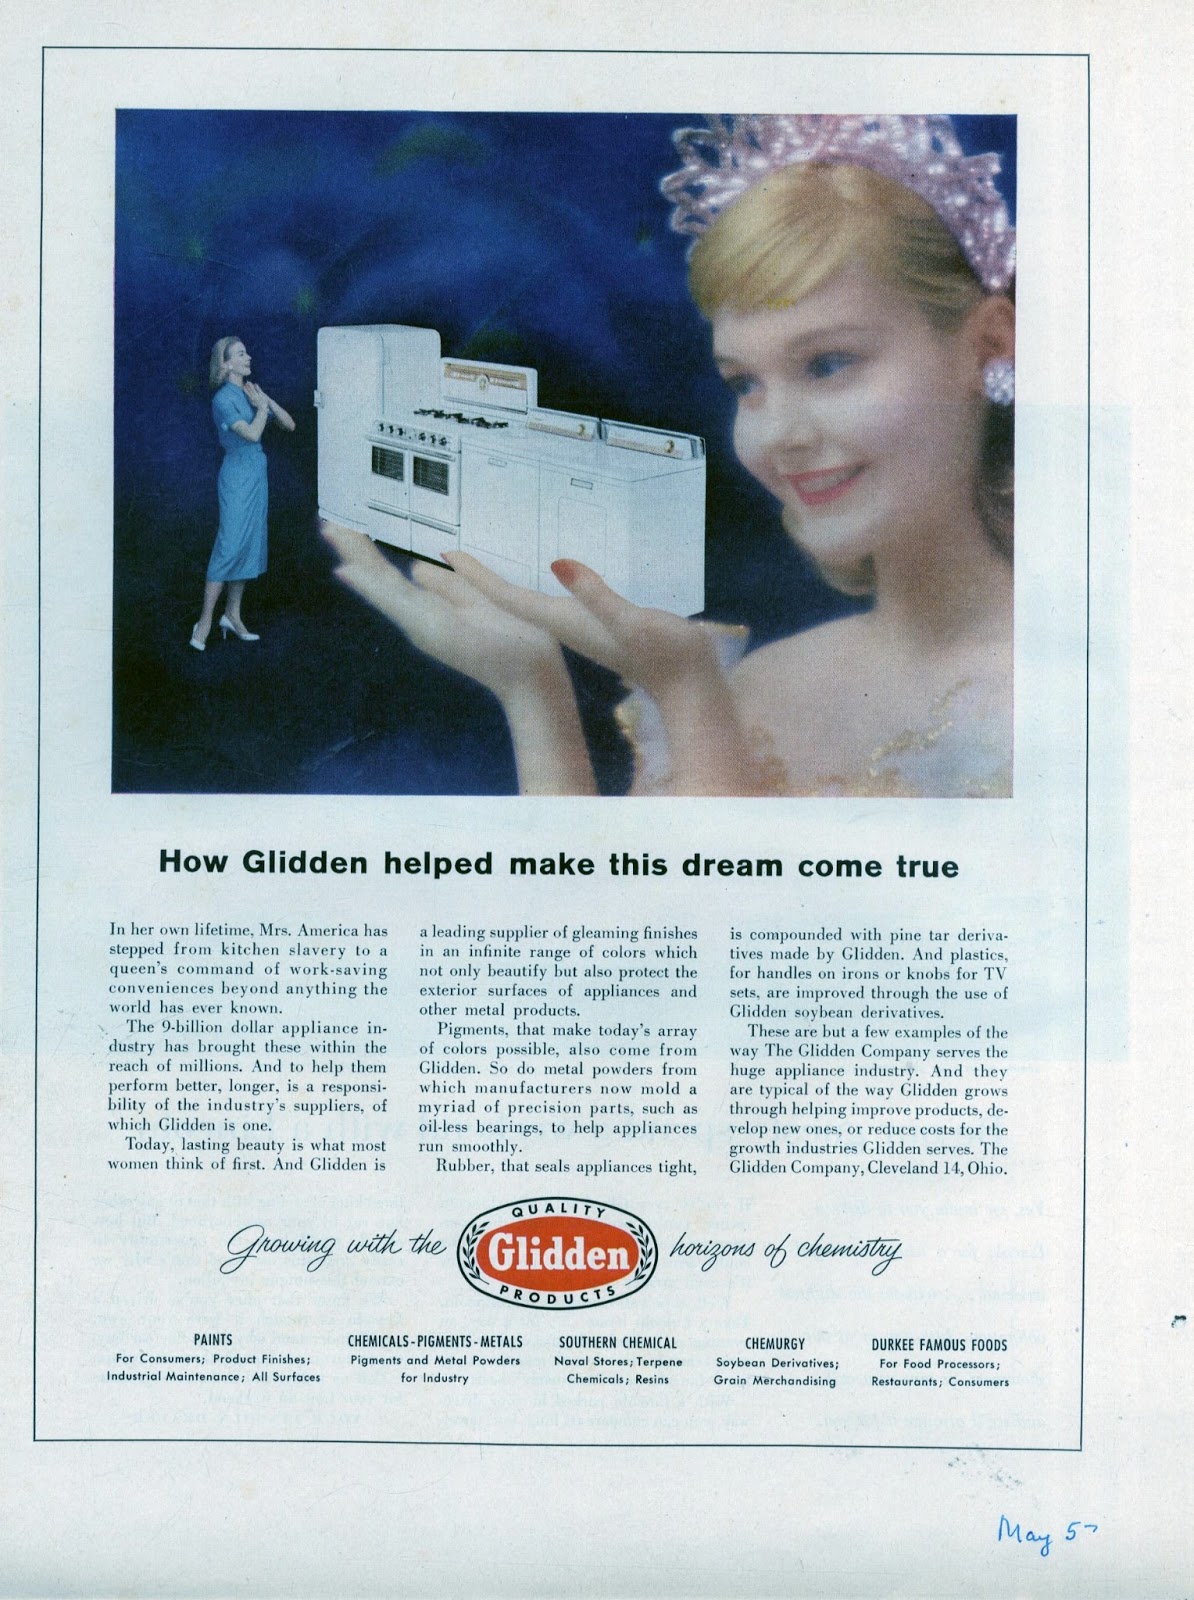 How Glidden helped make this dream come true
In her own lifetime, Mrs. America has
stepped from kitchen slavery to a
queen's command of work-saving
conveniences beyond anything the
world has ever known.
The 9-billion dollar appliance in-
dustry has brought these within the
reach of millions. And to help them
perform better, longer, is a responsi-
bility of the industry's suppliers, of
which Glidden is one.
Today, lasting beauty is what most
women think of first. And Glidden is
a leading supplier of gleaming finishes
in an infinite range of colors which
not only beautify but also protect the
exterior surfaces of appliances and
other metal products.
Pigments, that make today's array
of colors possible, also come from
Glidden. So do metal powders from
which manufacturers now mold a
myriad of precision parts, such as
oil-less bearings, to help appliances
run smoothly.
Rubber, that seals appliances tight,
is compounded with pine tar deriva-
tives made by Glidden. And plastics,
for handles on irons or knobs for TV
sets, are improved through the use of
Glidden soybean derivatives.
These are but a few examples of the
way The Glidden Company serves the
huge appliance industry. And they
are typical of the way Glidden grows
through helping improve products, de-
velop new ones, or reduce costs for the
growth industries Glidden serves. The
Glidden Company, Cleveland 14, Ohio.
Growing with the
QUALITY
Glidden
PRODUCTS
horizons of chemistry
PAINTS
For Consumers; Product Finishes;
Industrial Maintenance; All Surfaces
CHEMICALS-PIGMENTS-METALS
Pigments and Metal Powders
for Industry
SOUTHERN CHEMICAL
Naval Stores; Terpene
Chemicals; Resins
CHEMURGY
Soybean Derivatives;
Grain Merchandising
DURKEE FAMOUS FOODS
For Food Processors;
Restaurants; Consumers
May 57